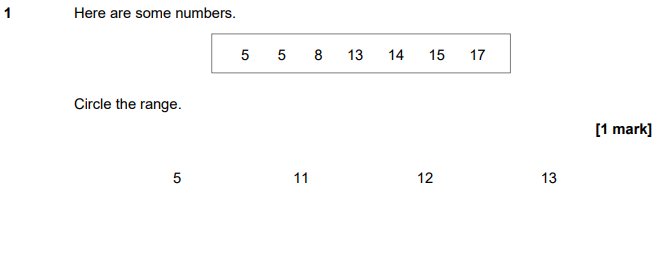 1 Here are some numbers.
5 5 8 13 14 15 17
Circle the range.
[1 mark]
5 11 12 13